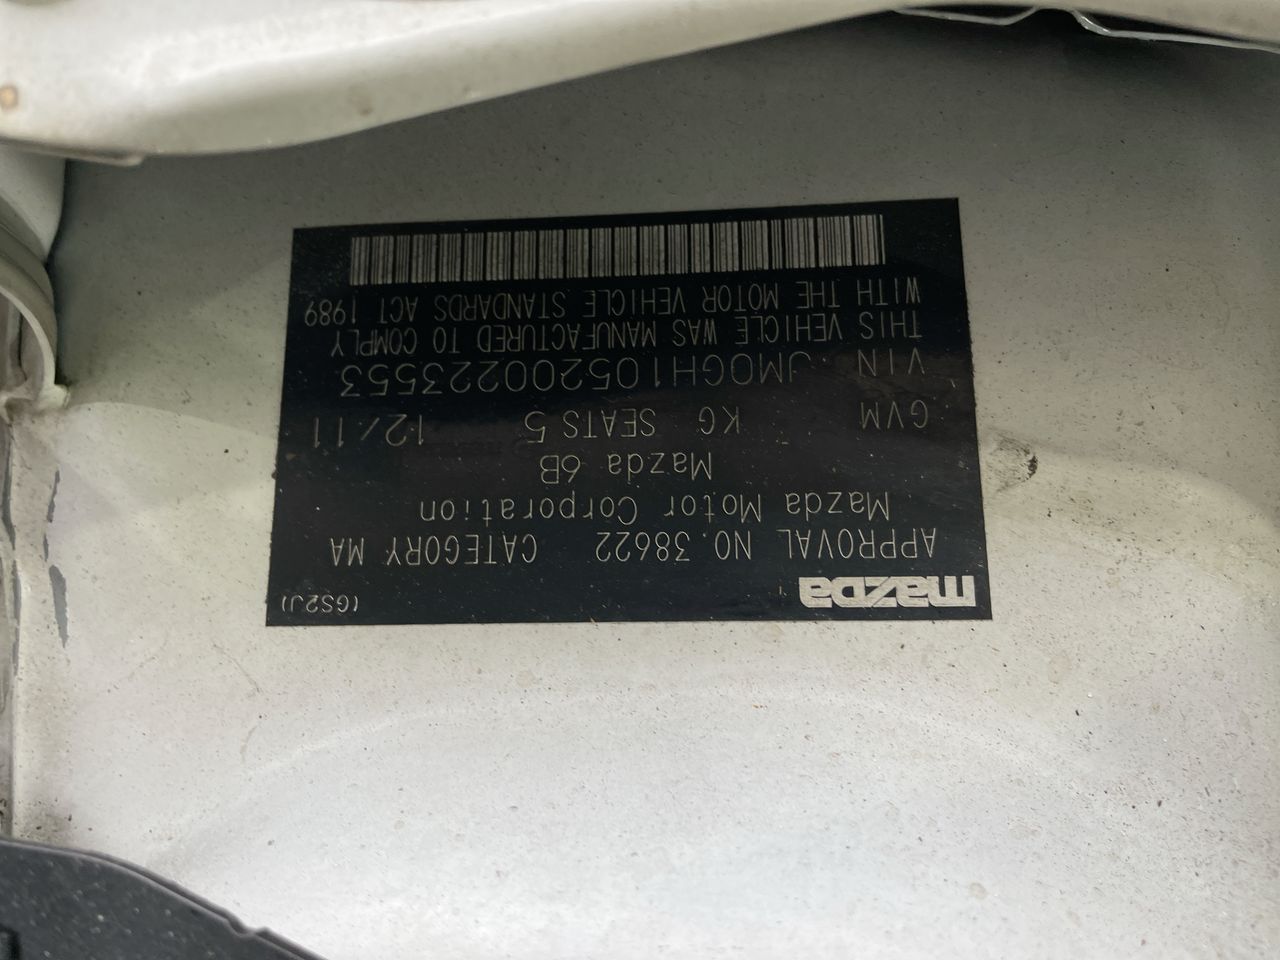 (GS2J)
mazda
APPROVAL NO.38622 CATEGORY MA
Mazda Motor Corporation
Mazda 6B
GVM KG SEATS 5 12/11
VIN JM0GH105200223553
THIS VEHICLE WAS MANUFACTURED TO COMPLY
WITH THE MOTOR VEHICLE STANDARDS ACT 1989